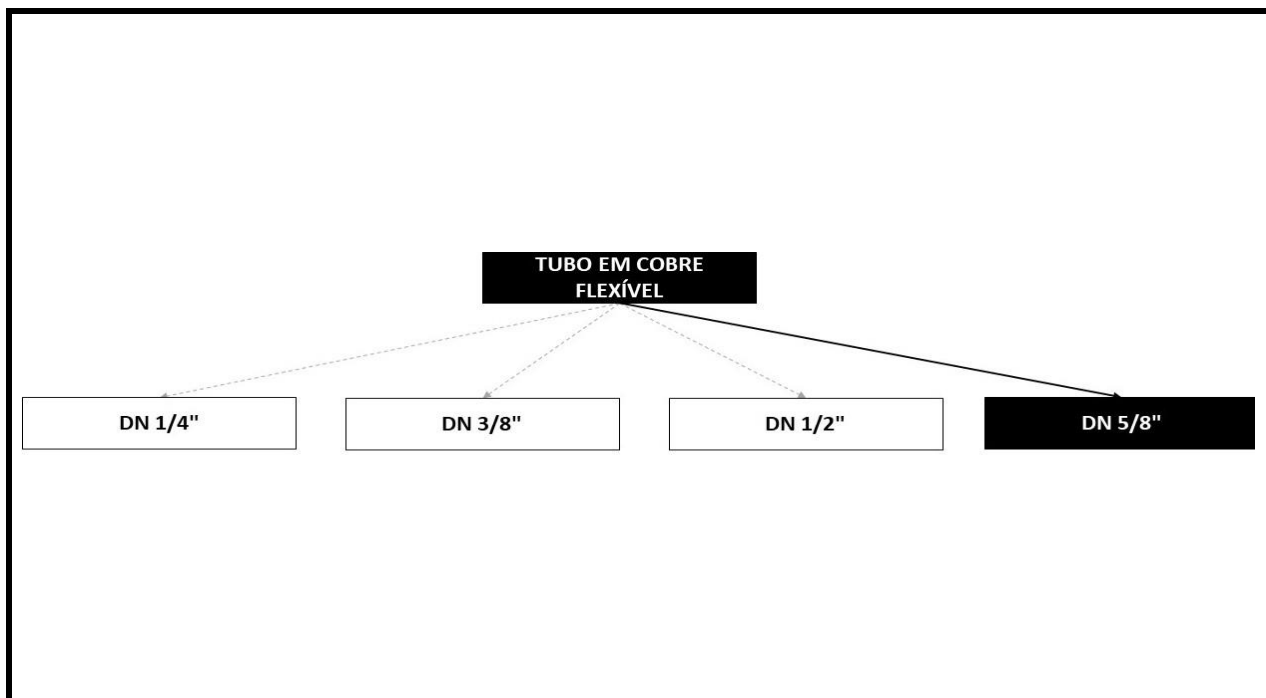 TUBO EM COBRE
FLEXÍVEL
DN 1/4"
DN 3/8"
DN 1/2"
DN 5/8"